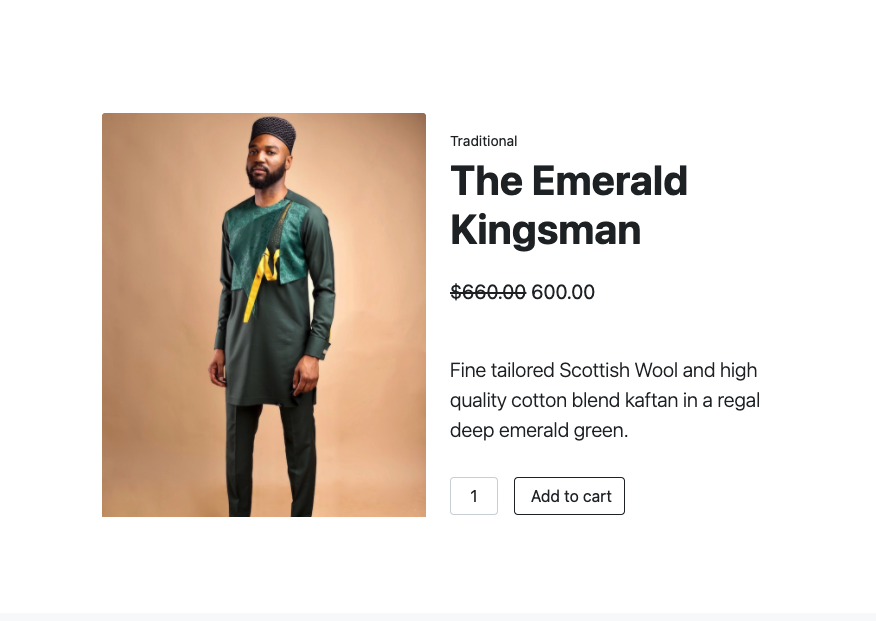 Traditional
The Emerald
Kingsman
$660.00 600.00
Fine tailored Scottish Wool and high
quality cotton blend kaftan in a regal
deep emerald green.
1
Add to cart